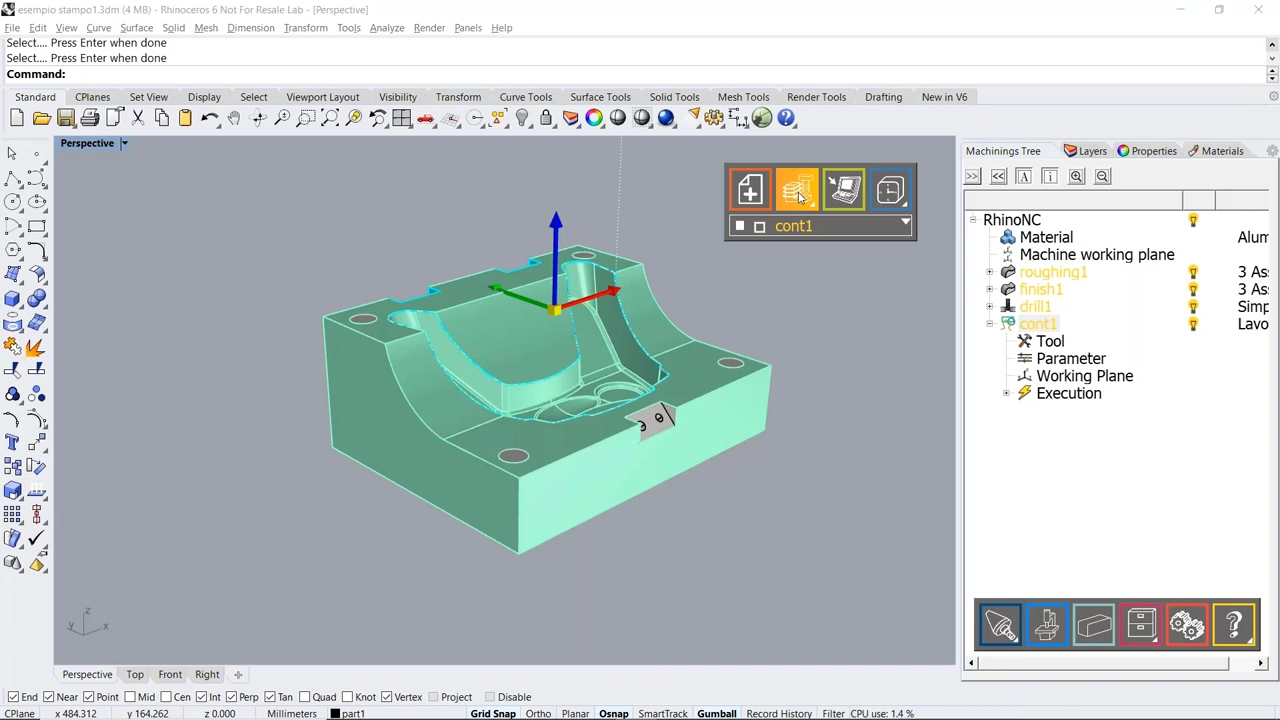 esempio stampo1.3dm (4 MB) - Rhinoceros 6 Not For Resale Lab - [Perspective]
File Edit View Curve Surface Solid Mesh Dimension Transform Tools Analyze Render Panels Help
Select.... Press Enter when done
Select.... Press Enter when done
Command:
Standard CPlanes Set View Display Select Viewport Layout Visibility Transform Curve Tools Surface Tools Solid Tools Mesh Tools Render Tools Drafting New in V6
Perspective
cont1
z
y
x
Perspective Top Front Right
Machinings Tree Layers Properties Materials
>> << A i
RhinoNC
Material Alum
Machine working plane
roughing1 3 Ass
finish1 3 Ass
drill1 Simp
cont1 Lavo
Tool
Parameter
Working Plane
Execution
End Near Point Mid Cen Int Perp Tan Quad Knot Vertex Project Disable
CPlane x 484.312 y 164.262 z 0.000 Millimeters part1 Grid Snap Ortho Planar Osnap SmartTrack Gumball Record History Filter CPU use: 1.4 %